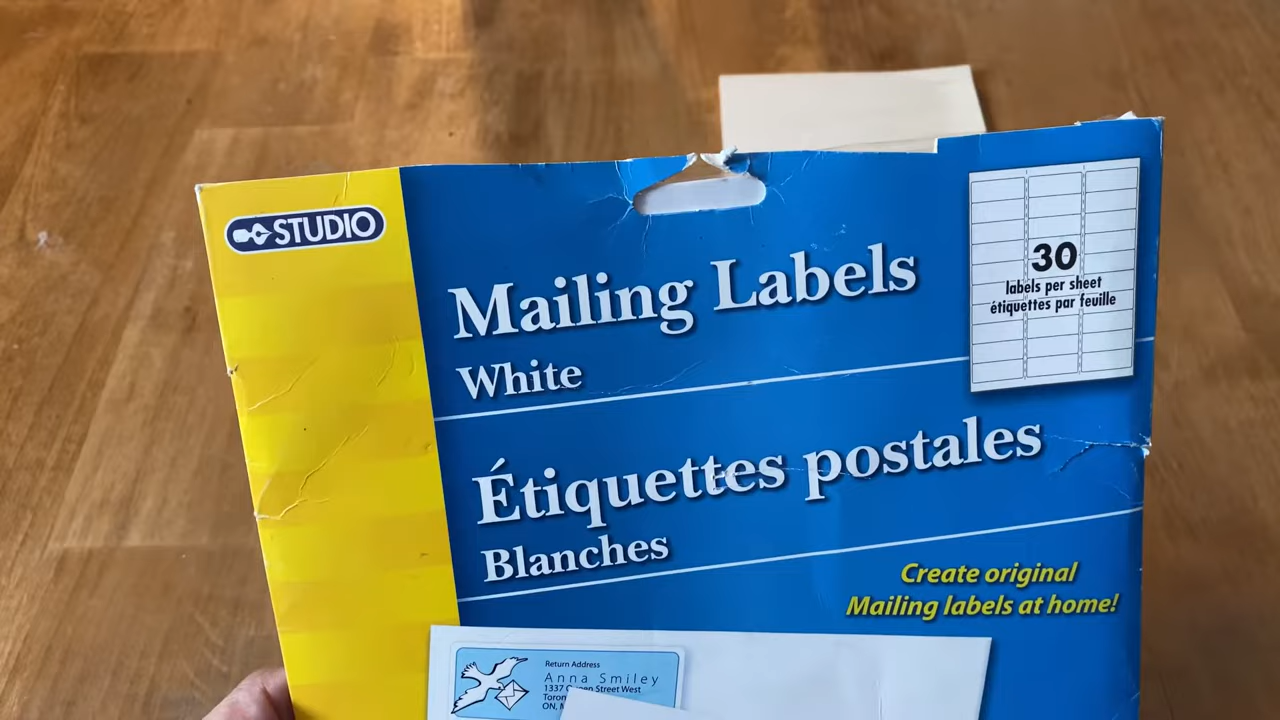 STUDIO
Mailing Labels
White
30
labels per sheet
étiquettes par feuille
Étiquettes postales
Blanches
Create original
Mailing labels at home!
Return Address
Anna Smiley
1337 Queen Street West
ON,